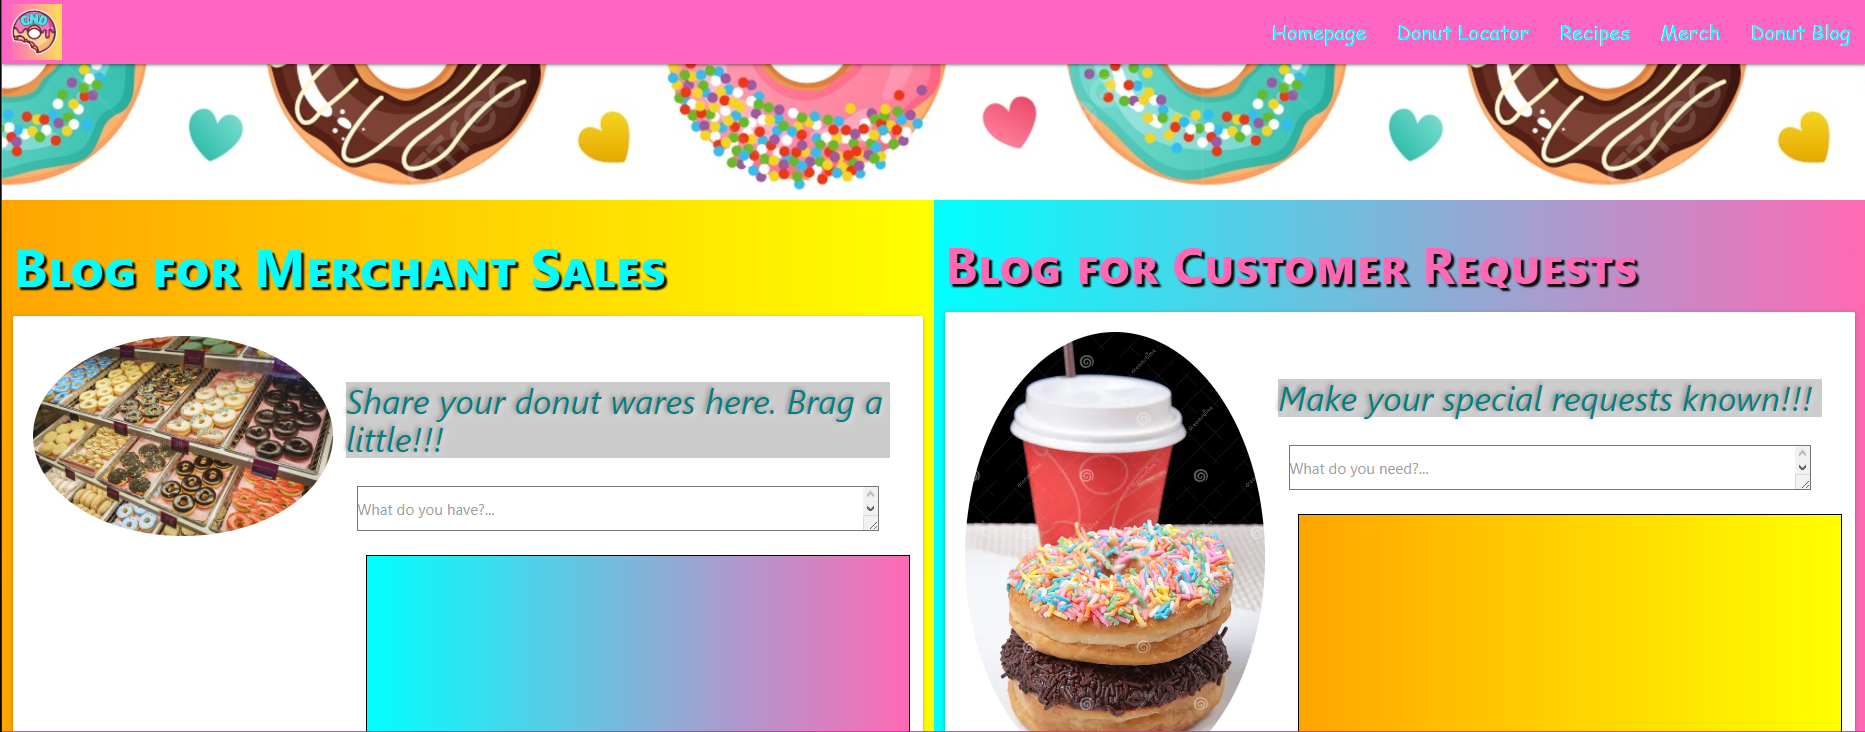 GND
Homepage Donut Locator Recipes Merch Donut Blog
Blog for Merchant Sales
Share your donut wares here. Brag a
little!!!
What do you have?...
Blog for Customer Requests
Make your special requests known!!!
What do you need?...